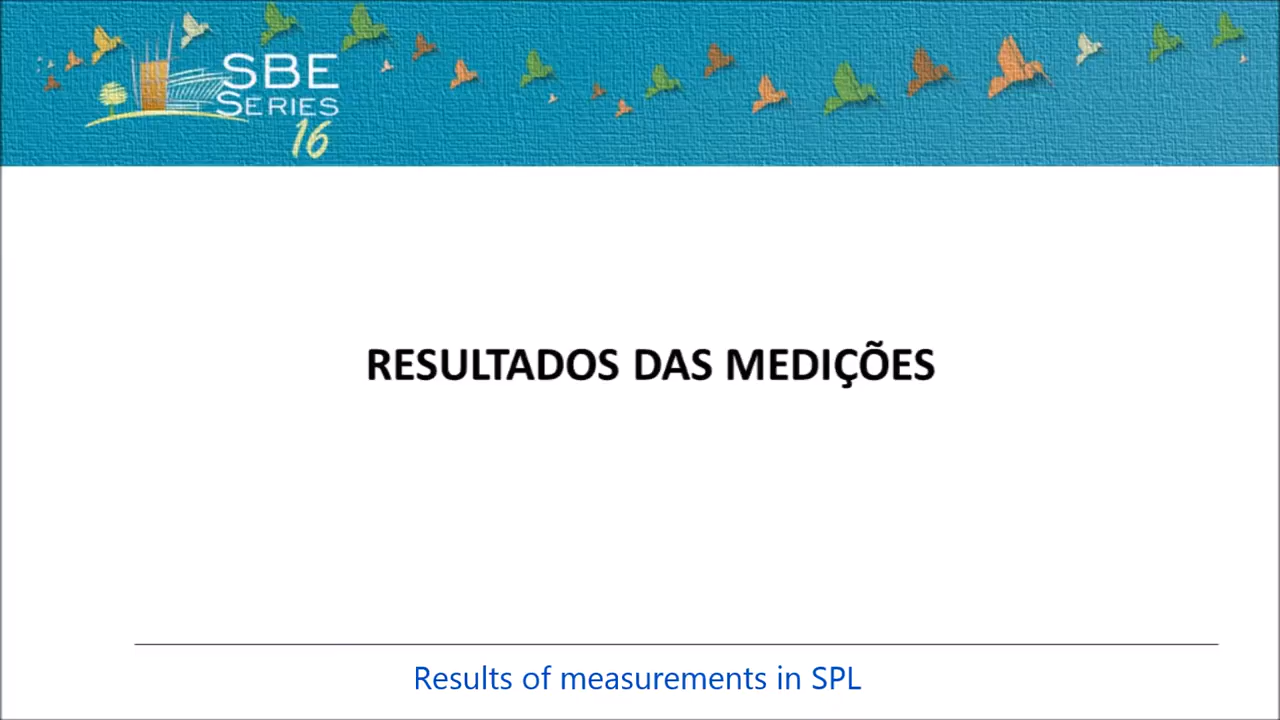 SBE
SERIES
16
RESULTADOS DAS MEDIÇÕES
Results of measurements in SPL